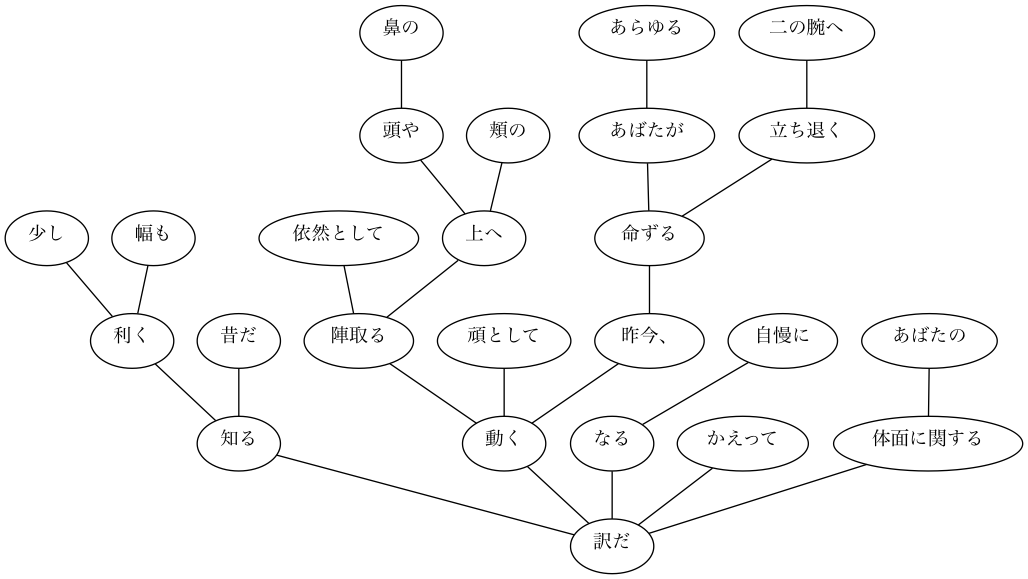 鼻の
あらゆる
二の腕へ
頭や
頬の
あばたが
立ち退く
少し
幅も
依然として
上へ
命ずる
利く
昔だ
陣取る
頑として
昨今、
自慢に
あばたの
知る
動く
なる
かえって
体面に関する
訳だ